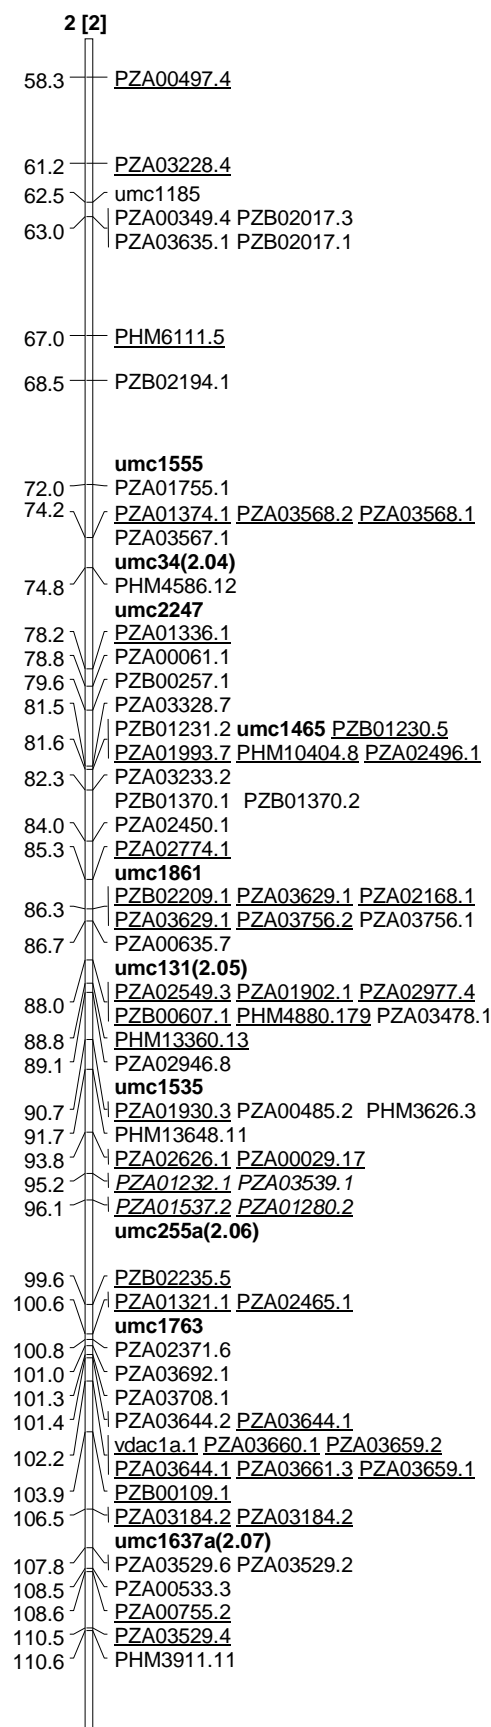 2 [2]
58.3 PZA00497.4
61.2 PZA03228.4
62.5 umc1185
63.0 PZA00349.4 PZB02017.3
PZA03635.1 PZB02017.1
67.0 PHM6111.5
68.5 PZB02194.1
umc1555
72.0 PZA01755.1
74.2 PZA01374.1 PZA03568.2 PZA03568.1
PZA03567.1
umc34(2.04)
74.8 PHM4586.12
umc2247
78.2 PZA01336.1
78.8 PZA00061.1
79.6 PZB00257.1
81.5 PZA03328.7
81.6 PZB01231.2 umc1465 PZB01230.5
PZA01993.7 PHM10404.8 PZA02496.1
82.3 PZA03233.2
PZB01370.1 PZB01370.2
84.0 PZA02450.1
85.3 PZA02774.1
umc1861
86.3 PZB02209.1 PZA03629.1 PZA02168.1
PZA03629.1 PZA03756.2 PZA03756.1
86.7 PZA00635.7
umc131(2.05)
88.0 PZA02549.3 PZA01902.1 PZA02977.4
PZB00607.1 PHM4880.179 PZA03478.1
88.8 PHM13360.13
89.1 PZA02946.8
umc1535
90.7 PZA01930.3 PZA00485.2 PHM3626.3
91.7 PHM13648.11
93.8 PZA02626.1 PZA00029.17
95.2 PZA01232.1 PZA03539.1
96.1 PZA01537.2 PZA01280.2
umc255a(2.06)
99.6 PZB02235.5
100.6 PZA01321.1 PZA02465.1
umc1763
100.8 PZA02371.6
101.0 PZA03692.1
101.3 PZA03708.1
101.4 PZA03644.2 PZA03644.1
102.2 vdac1a.1 PZA03660.1 PZA03659.2
PZA03644.1 PZA03661.3 PZA03659.1
103.9 PZB00109.1
106.5 PZA03184.2 PZA03184.2
umc1637a(2.07)
107.8 PZA03529.6 PZA03529.2
108.5 PZA00533.3
108.6 PZA00755.2
110.5 PZA03529.4
110.6 PHM3911.11